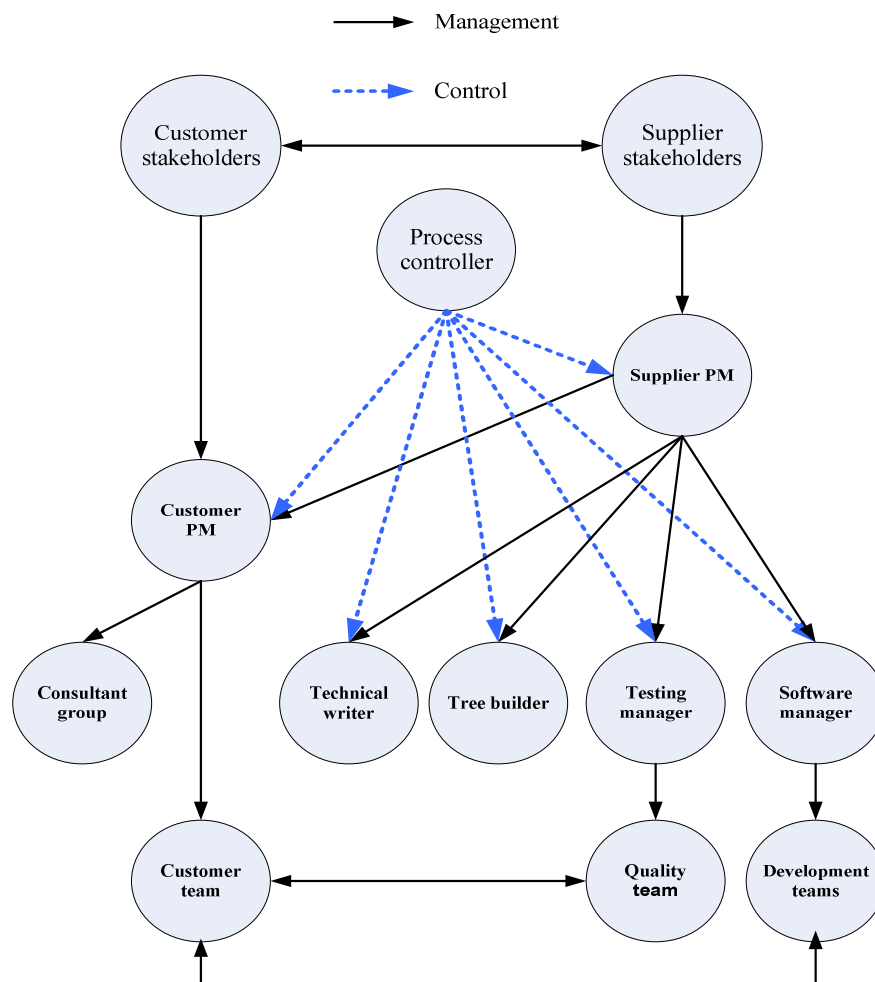 Management
Control
Customer
stakeholders
Supplier
stakeholders
Process
controller
Supplier PM
Customer
PM
Consultant
group
Technical
writer
Tree builder
Testing
manager
Software
manager
Customer
team
Quality
team
Development
teams